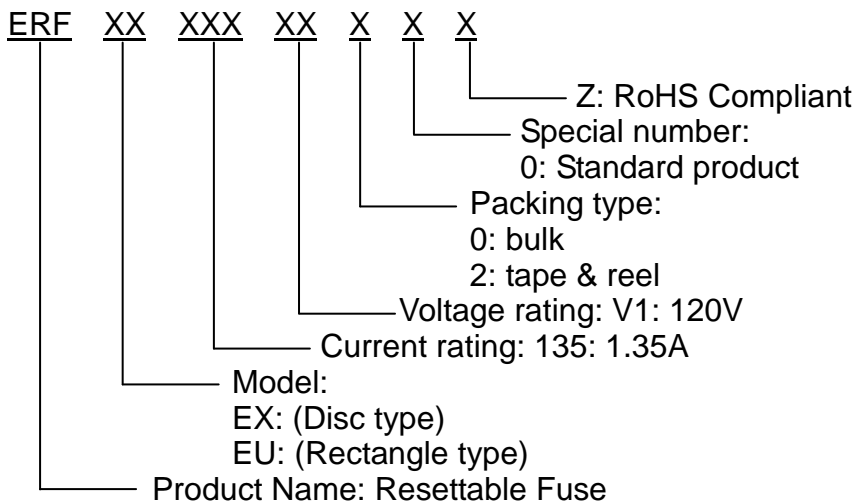 ERF XX XXX XX X X X
Z: RoHS Compliant
Special number:
0: Standard product
Packing type:
0: bulk
2: tape & reel
Voltage rating: V1: 120V
Current rating: 135: 1.35A
Model:
EX: (Disc type)
EU: (Rectangle type)
Product Name: Resettable Fuse